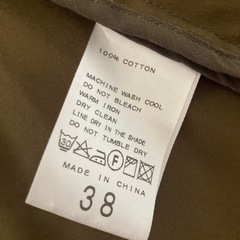 100% COTTON
MACHINE WASH COOL
DO NOT BLEACH
WARM IRON
DRY CLEAN
LINE DRY IN THE SHADE
DO NOT TUMBLE DRY
30 F
MADE IN CHINA
38